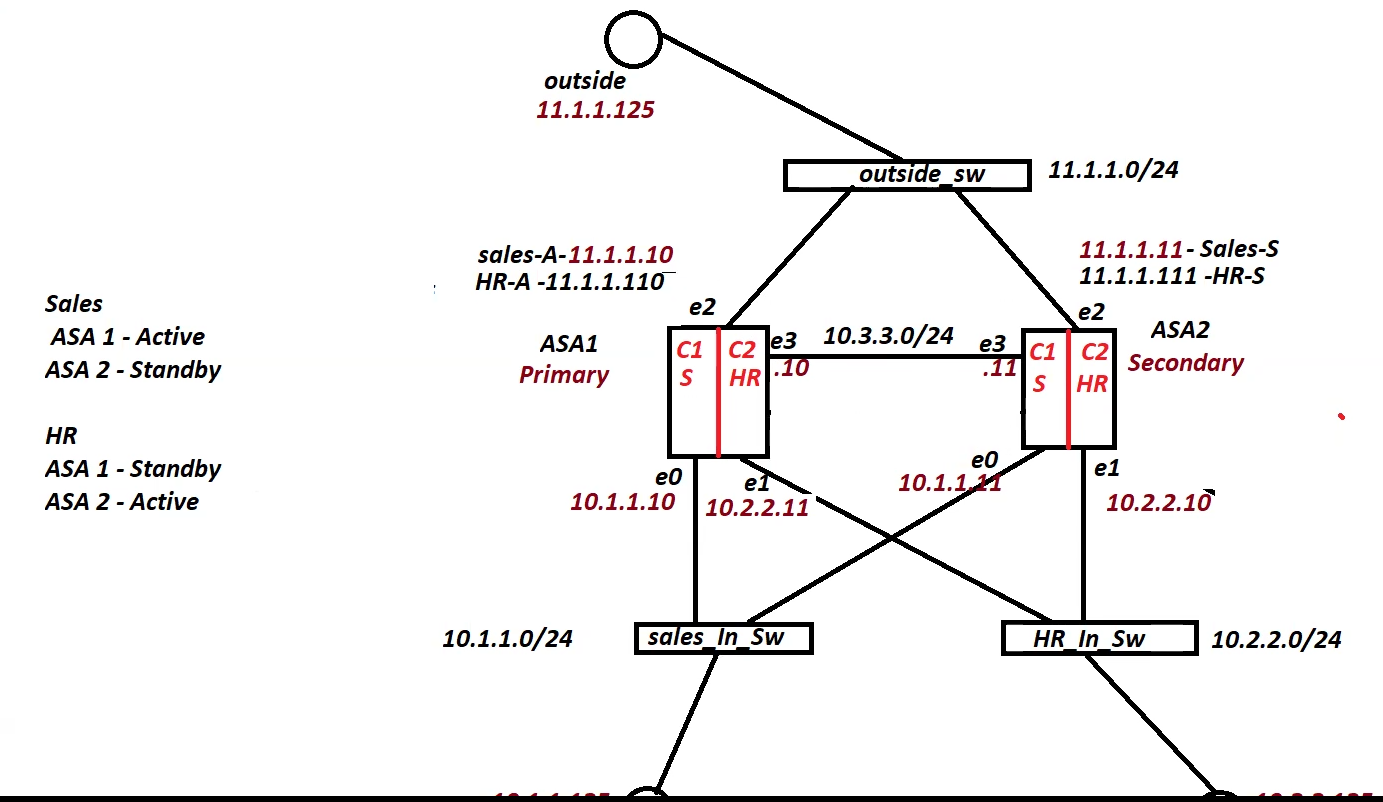 outside
11.1.1.125
outside_sw
11.1.1.0/24
sales-A-11.1.1.10
HR-A -11.1.1.110
11.1.1.11- Sales-S
11.1.1.111 -HR-S
Sales
ASA 1 - Active
ASA 2 - Standby
HR
ASA 1 - Standby
ASA 2 - Active
e2
e2
ASA1
Primary
C1
S
C2
HR
e3
.10
10.3.3.0/24
e3
.11
C1
S
C2
HR
ASA2
Secondary
e0
10.1.1.10
e1
10.2.2.11
e0
10.1.1.11
e1
10.2.2.10
10.1.1.0/24
sales_In_Sw
HR_In_Sw
10.2.2.0/24